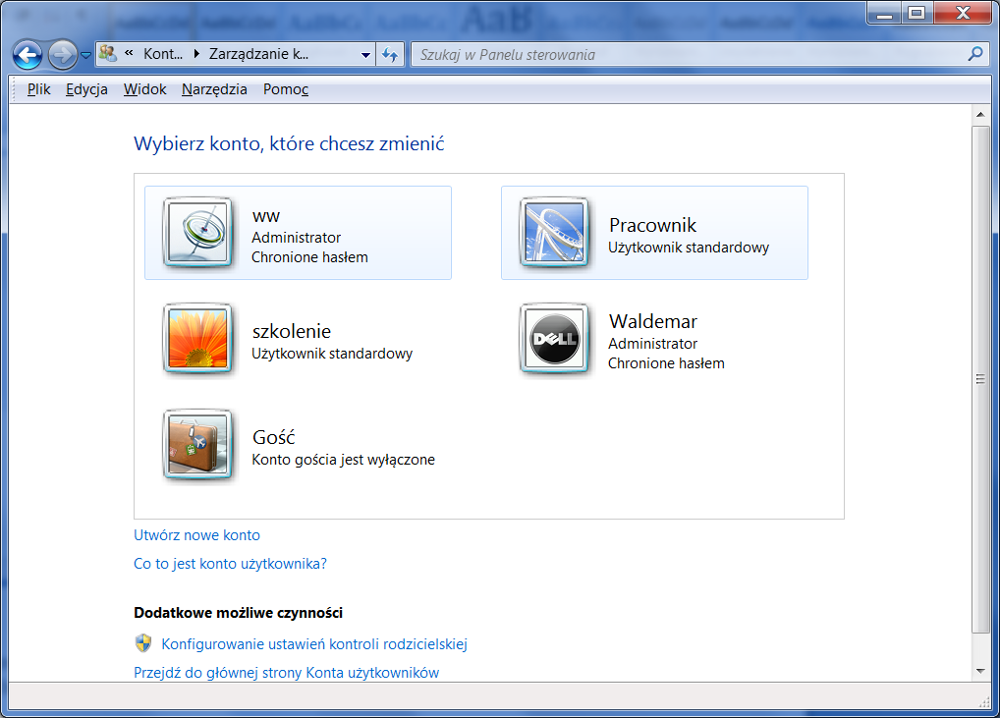 AaB
« Kont... ▸ Zarządzanie k...
Szukaj w Panelu sterowania
Plik Edycja Widok Narzędzia Pomoc
Wybierz konto, które chcesz zmienić
ww
Administrator
Chronione hasłem
Pracownik
Użytkownik standardowy
szkolenie
Użytkownik standardowy
DELL
Waldemar
Administrator
Chronione hasłem
Gość
Konto gościa jest wyłączone
Utwórz nowe konto
Co to jest konto użytkownika?
Dodatkowe możliwe czynności
Konfigurowanie ustawień kontroli rodzicielskiej
Przejdź do głównej strony Konta użytkowników